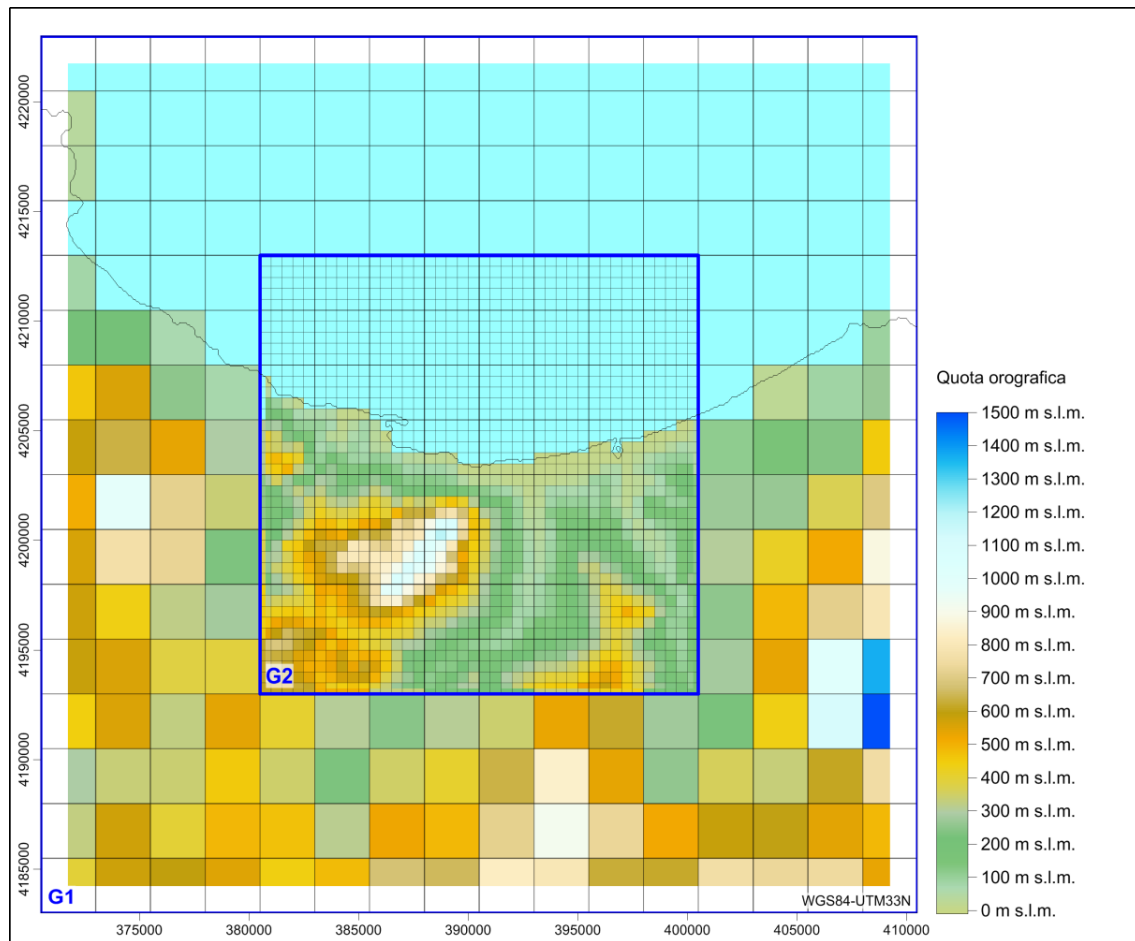 4220000
4215000
4210000
4205000
4200000
4195000
4190000
4185000
G2
G1
WGS84-UTM33N
375000
380000
385000
390000
395000
400000
405000
410000
Quota orografica
1500 m s.l.m.
1400 m s.l.m.
1300 m s.l.m.
1200 m s.l.m.
1100 m s.l.m.
1000 m s.l.m.
900 m s.l.m.
800 m s.l.m.
700 m s.l.m.
600 m s.l.m.
500 m s.l.m.
400 m s.l.m.
300 m s.l.m.
200 m s.l.m.
100 m s.l.m.
0 m s.l.m.